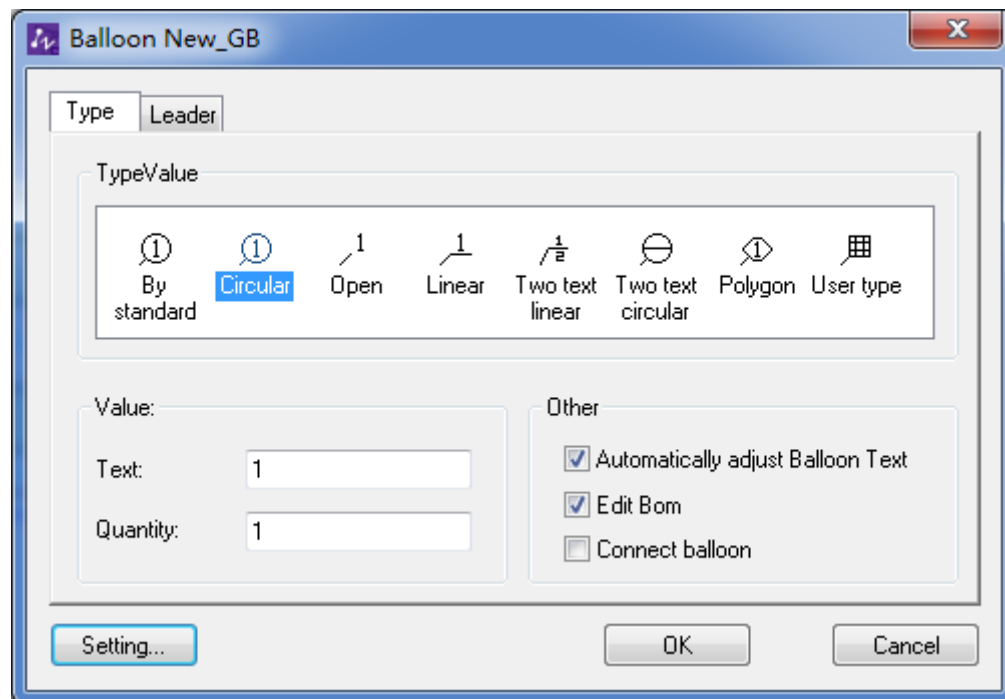 Balloon New_GB
Type Leader
TypeValue
1 1 1 1 1/2 1
By standard Circular Open Linear Two text linear Two text circular Polygon User type
Value:
Text: 1
Quantity: 1
Other
Automatically adjust Balloon Text
Edit Bom
Connect balloon
Setting... OK Cancel